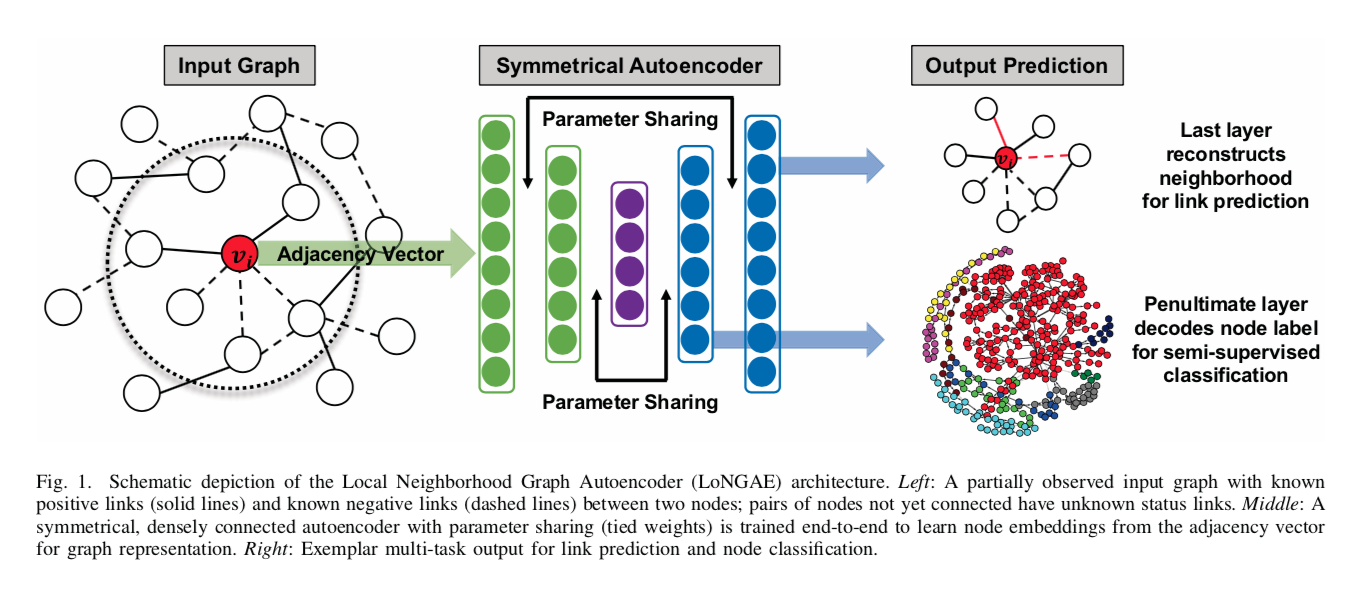 Input Graph
Symmetrical Autoencoder
Output Prediction
Parameter Sharing
v_i
Adjacency Vector
Parameter Sharing
v_i
Last layer
reconstructs
neighborhood
for link prediction
Penultimate layer
decodes node label
for semi-supervised
classification
Fig. 1. Schematic depiction of the Local Neighborhood Graph Autoencoder (LoNGAE) architecture. Left: A partially observed input graph with known
positive links (solid lines) and known negative links (dashed lines) between two nodes; pairs of nodes not yet connected have unknown status links. Middle: A
symmetrical, densely connected autoencoder with parameter sharing (tied weights) is trained end-to-end to learn node embeddings from the adjacency vector
for graph representation. Right: Exemplar multi-task output for link prediction and node classification.